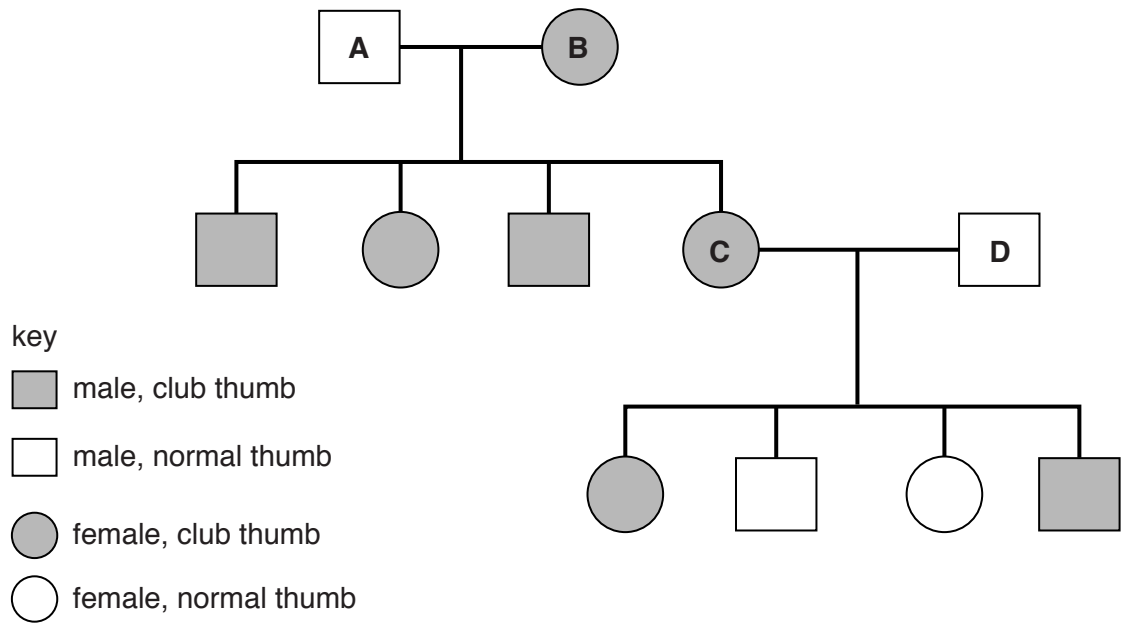 A
B
C
D
key
male, club thumb
male, normal thumb
female, club thumb
female, normal thumb